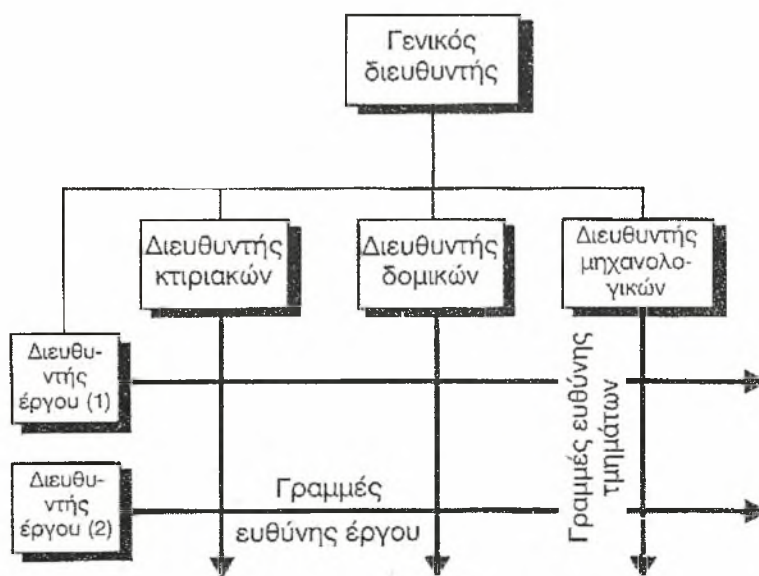 Γενικός
διευθυντής
Διευθυντής
κτιριακών
Διευθυντής
δομικών
Διευθυντής
μηχανολο-
γικών
Διευθυ-
ντής
έργου (1)
Γραμμές ευθύνης
τμημάτων
Διευθυ-
ντής
έργου (2)
Γραμμές
ευθύνης έργου